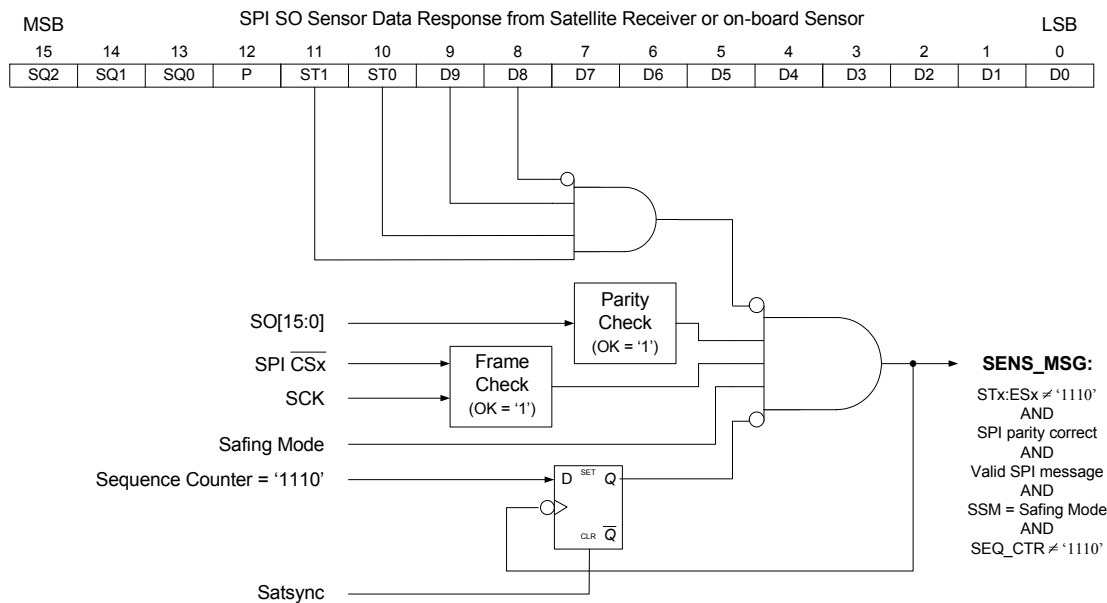 SPI SO Sensor Data Response from Satellite Receiver or on-board Sensor
MSB LSB
15 14 13 12 11 10 9 8 7 6 5 4 3 2 1 0
SQ2 SQ1 SQ0 P ST1 ST0 D9 D8 D7 D6 D5 D4 D3 D2 D1 D0
SO[15:0]
Parity
Check
(OK = '1')
SPI CSx
SCK
Frame
Check
(OK = '1')
Safing Mode
Sequence Counter = '1110'
D SET Q
CLR Q
Satsync
SENS_MSG:
STx:ESx ≠ '1110'
AND
SPI parity correct
AND
Valid SPI message
AND
SSM = Safing Mode
AND
SEQ_CTR ≠ '1110'